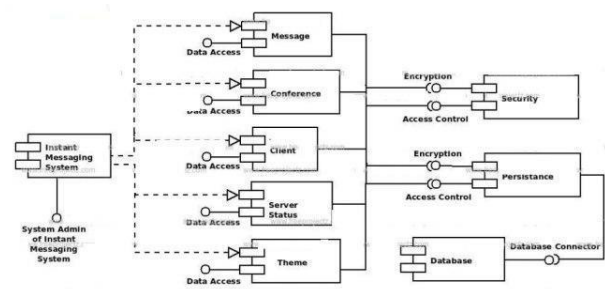 Message
Data Access
Conference
Data Access
Client
Data Access
Server
Status
Data Access
Theme
Data Access
Instant
Messaging
System
System Admin
of Instant
Messaging
System
Encryption
Security
Access Control
Encryption
Persistance
Access Control
Database Connector
Database